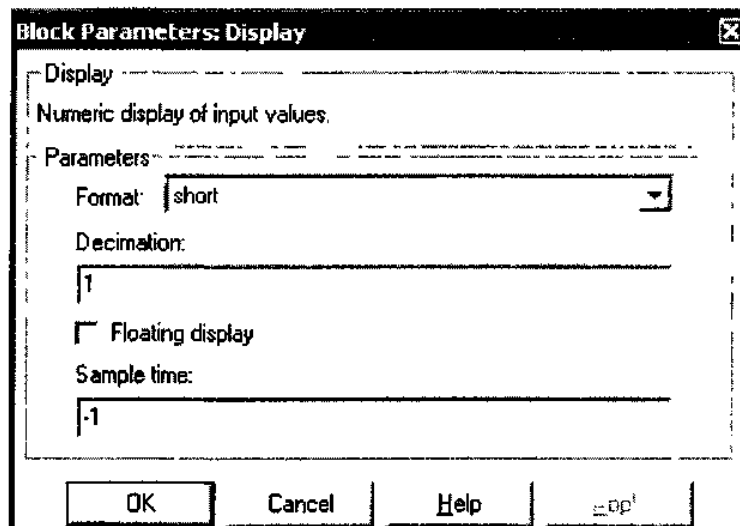 Block Parameters: Display
Display
Numeric display of input values.
Parameters
Format: short
Decimation:
1
Floating display
Sample time:
-1
OK Cancel Help